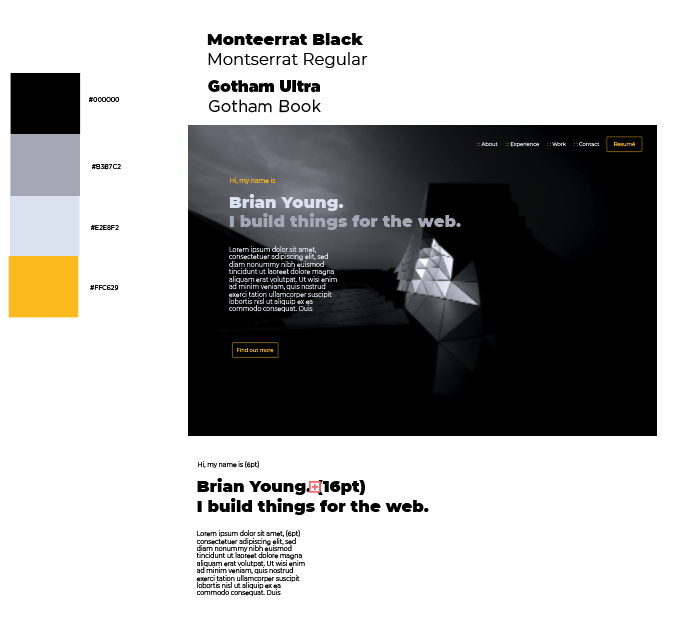 Monteerrat Black
Montserrat Regular
Gotham Ultra
Gotham Book
#000000
#B3B7C2
#E2E8F2
#FFC629
:: About :: Experience :: Work :: Contact Resumé
Hi, my name is
Brian Young.
I build things for the web.
Lorem ipsum dolor sit amet,
consectetuer adipiscing elit, sed
diam nonummy nibh euismod
tincidunt ut laoreet dolore magna
aliquam erat volutpat. Ut wisi enim
ad minim veniam, quis nostrud
exerci tation ullamcorper suscipit
lobortis nisl ut aliquip ex ea
commodo consequat. Duis
Find out more
Hi, my name is (6pt)
Brian Young. (16pt)
I build things for the web.
Lorem ipsum dolor sit amet, (6pt)
consectetuer adipiscing elit, sed
diam nonummy nibh euismod
tincidunt ut laoreet dolore magna
aliquam erat volutpat. Ut wisi enim
ad minim veniam, quis nostrud
exerci tation ullamcorper suscipit
lobortis nisl ut aliquip ex ea
commodo consequat. Duis